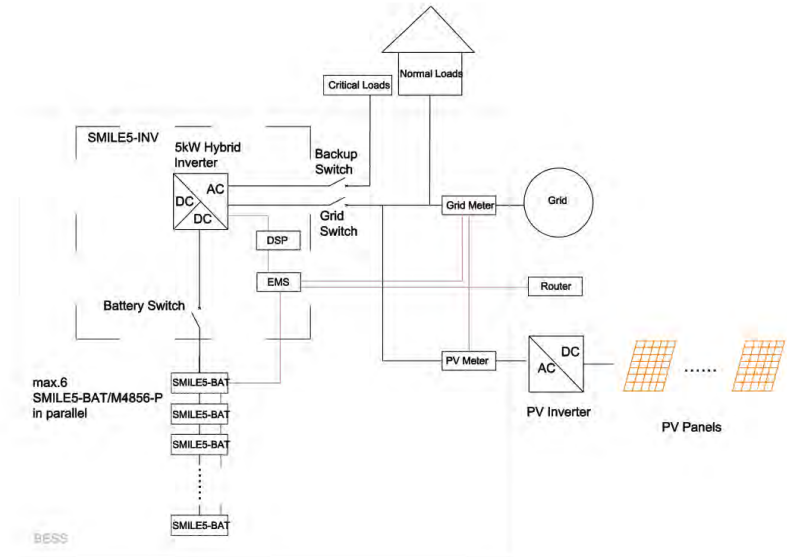 Critical Loads
Normal Loads
SMILE5-INV
5kW Hybrid
Inverter
Backup
Switch
AC
DC
DC
Grid Meter
Grid
Grid
Switch
DSP
EMS
Router
Battery Switch
PV Meter
DC
AC
max.6
SMILE5-BAT/M4856-P
in parallel
SMILE5-BAT
SMILE5-BAT
SMILE5-BAT
SMILE5-BAT
PV Inverter
PV Panels
BESS